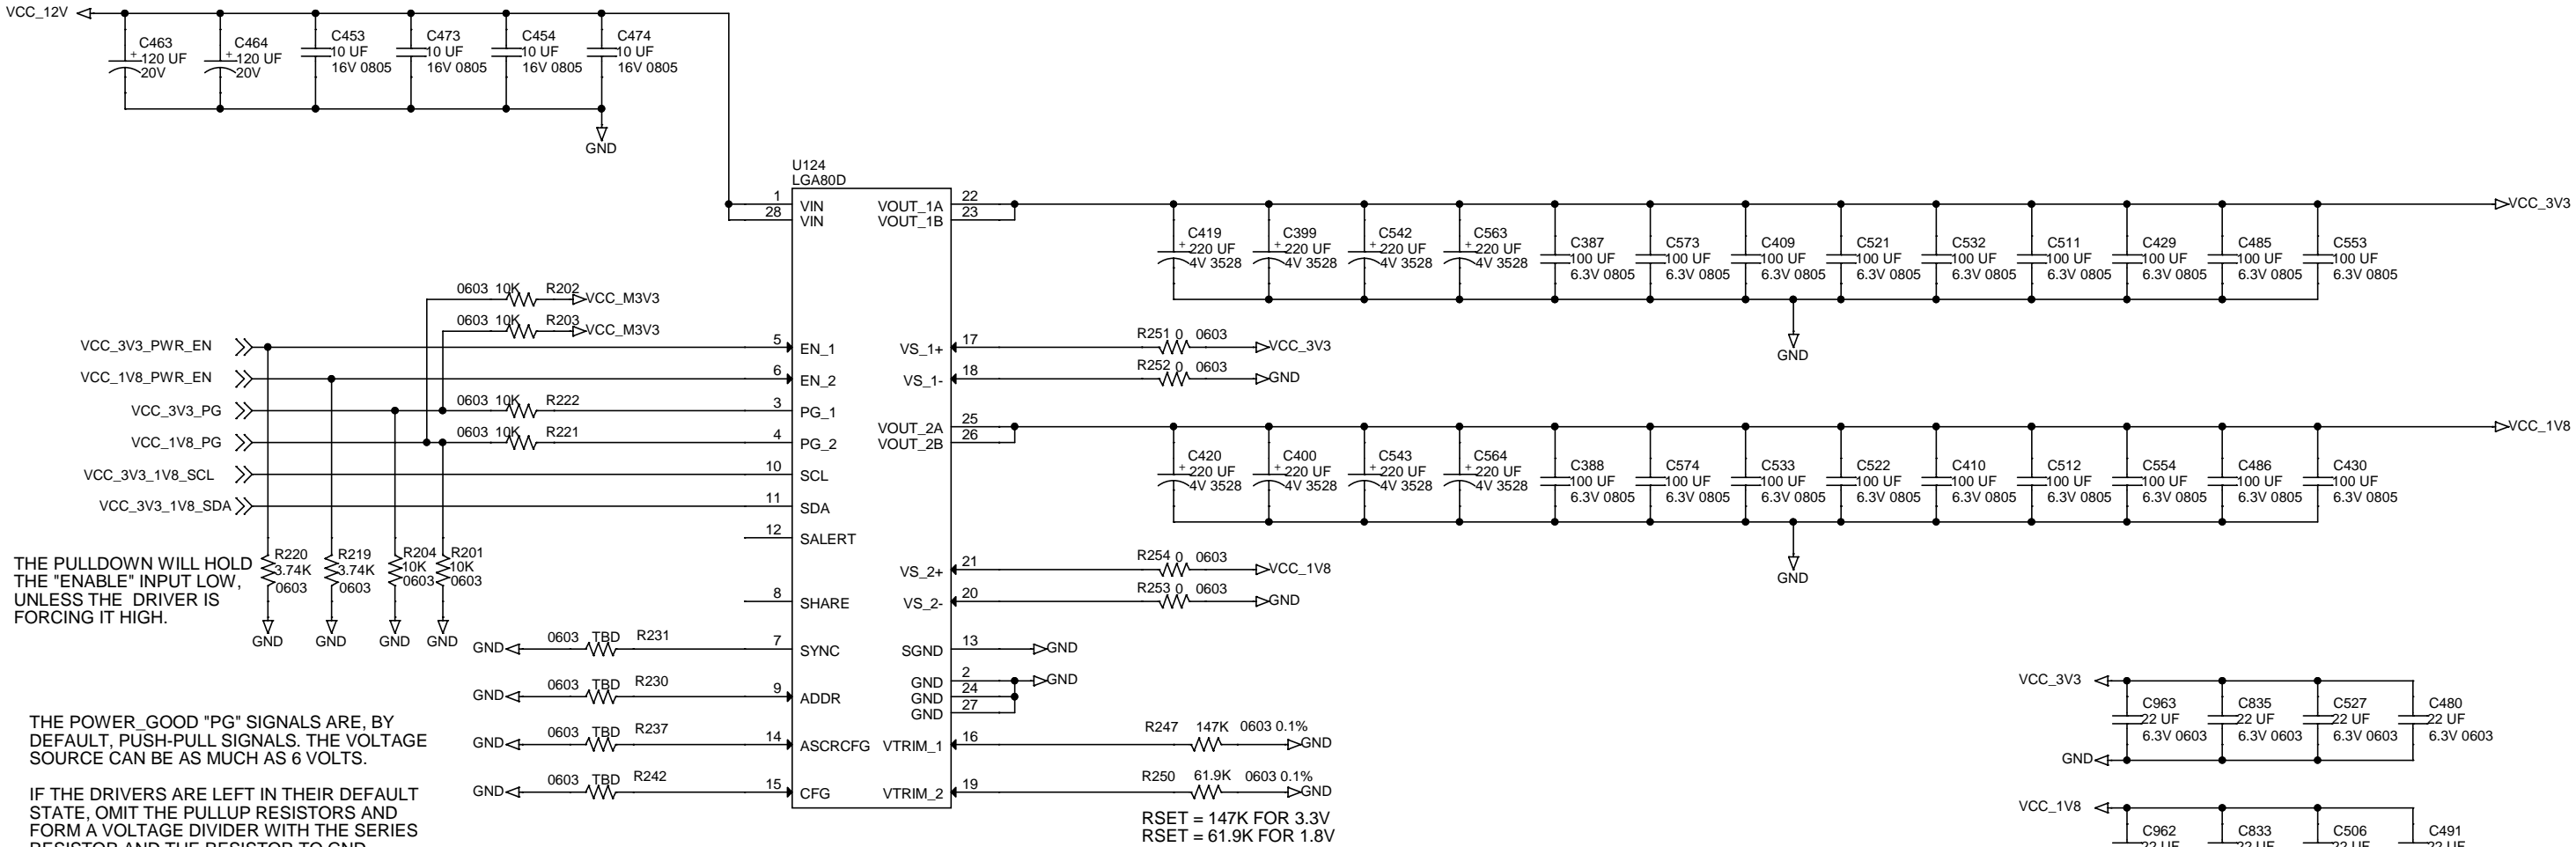 VCC_12V
C463
120 UF
20V
C464
120 UF
20V
C453
10 UF
16V 0805
C473
10 UF
16V 0805
C454
10 UF
16V 0805
C474
10 UF
16V 0805
+
+
GND
U124
LGA80D
1 VIN
28 VIN
VOUT_1A 22
VOUT_1B 23
VCC_3V3
C419
+ 220 UF
4V 3528
C399
+ 220 UF
4V 3528
C542
+ 220 UF
4V 3528
C563
+ 220 UF
4V 3528
C387
100 UF
6.3V 0805
C573
100 UF
6.3V 0805
C409
100 UF
6.3V 0805
C521
100 UF
6.3V 0805
C532
100 UF
6.3V 0805
C511
100 UF
6.3V 0805
C429
100 UF
6.3V 0805
C485
100 UF
6.3V 0805
C553
100 UF
6.3V 0805
GND
0603 10K R202 VCC_M3V3
0603 10K R203 VCC_M3V3
VCC_3V3_PWR_EN 5 EN_1
VCC_1V8_PWR_EN 6 EN_2
VCC_3V3_PG 0603 10K R222 3 PG_1
VCC_1V8_PG 0603 10K R221 4 PG_2
VCC_3V3_1V8_SCL 10 SCL
VCC_3V3_1V8_SDA 11 SDA
12 SALERT
8 SHARE
VS_1+ 17 R251 0 0603 VCC_3V3
VS_1- 18 R252 0 0603 GND
VOUT_2A 25
VOUT_2B 26
VCC_1V8
C420
+ 220 UF
4V 3528
C400
+ 220 UF
4V 3528
C543
+ 220 UF
4V 3528
C564
+ 220 UF
4V 3528
C388
100 UF
6.3V 0805
C574
100 UF
6.3V 0805
C533
100 UF
6.3V 0805
C522
100 UF
6.3V 0805
C410
100 UF
6.3V 0805
C512
100 UF
6.3V 0805
C554
100 UF
6.3V 0805
C486
100 UF
6.3V 0805
C430
100 UF
6.3V 0805
GND
VS_2+ 21 R254 0 0603 VCC_1V8
VS_2- 20 R253 0 0603 GND
THE PULLDOWN WILL HOLD
THE "ENABLE" INPUT LOW,
UNLESS THE DRIVER IS
FORCING IT HIGH.
R220
3.74K
0603
R219
3.74K
0603
R204
10K
0603
R201
10K
0603
GND GND GND GND
GND 0603 TBD R231 7 SYNC
GND 0603 TBD R230 9 ADDR
GND 0603 TBD R237 14 ASCRCFG
GND 0603 TBD R242 15 CFG
SGND 13 GND
GND 2 GND
GND 24
GND 27
VTRIM_1 16 R247 147K 0603 0.1% GND
VTRIM_2 19 R250 61.9K 0603 0.1% GND
RSET = 147K FOR 3.3V
RSET = 61.9K FOR 1.8V
THE POWER_GOOD "PG" SIGNALS ARE, BY
DEFAULT, PUSH-PULL SIGNALS. THE VOLTAGE
SOURCE CAN BE AS MUCH AS 6 VOLTS.
IF THE DRIVERS ARE LEFT IN THEIR DEFAULT
STATE, OMIT THE PULLUP RESISTORS AND
FORM A VOLTAGE DIVIDER WITH THE SERIES
RESISTOR AND THE RESISTOR TO GND
VCC_3V3
C963
22 UF
6.3V 0603
C835
22 UF
6.3V 0603
C527
22 UF
6.3V 0603
C480
22 UF
6.3V 0603
GND
VCC_1V8
C962
22 UF
C833
22 UF
C506
22 UF
C491
22 UF